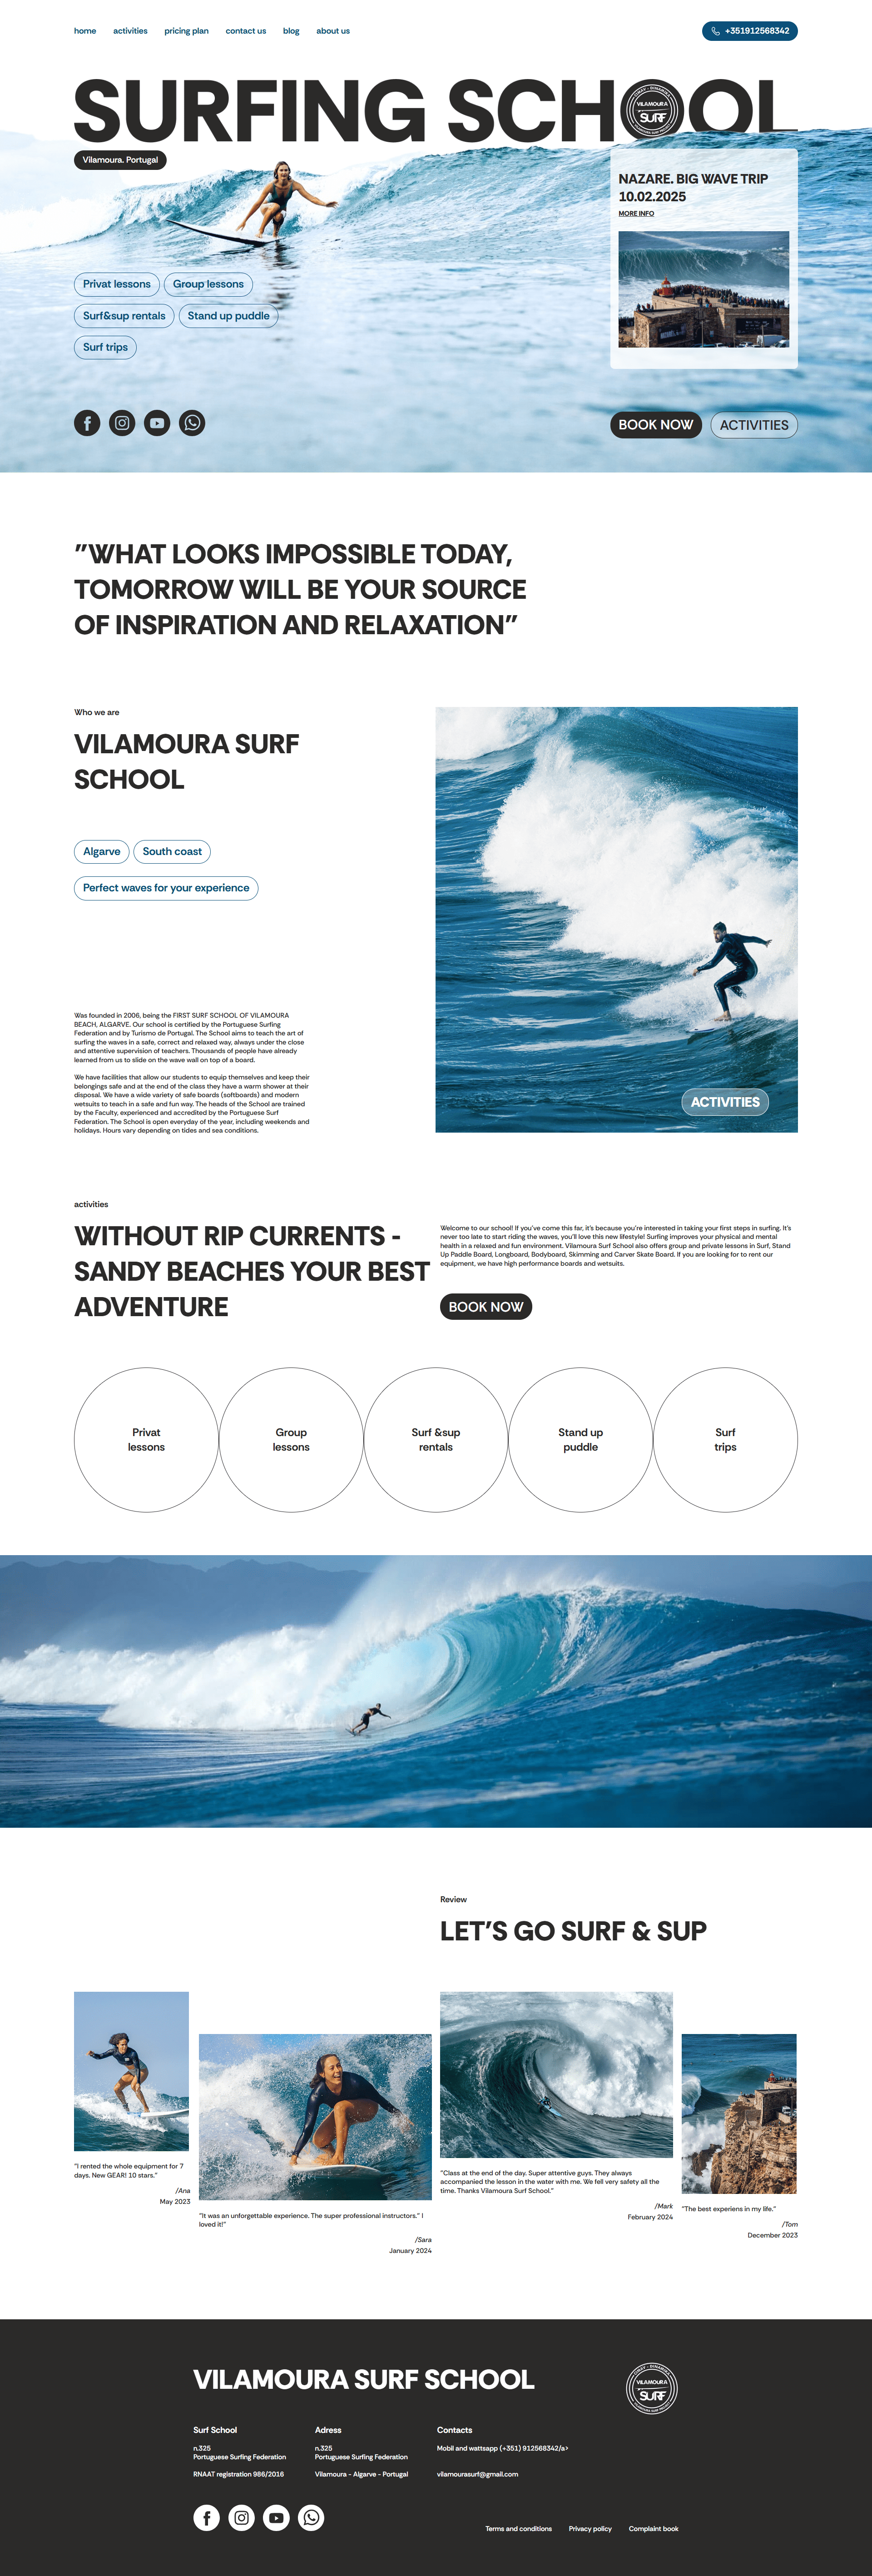 home activities pricing plan contact us blog about us +351912568342
SURFING SCHOOL
VILAMOURA
SURF
Vilamoura. Portugal
NAZARE. BIG WAVE TRIP
10.02.2025
MORE INFO
Privat lessons Group lessons
Surf&sup rentals Stand up puddle
Surf trips
BOOK NOW ACTIVITIES
"WHAT LOOKS IMPOSSIBLE TODAY,
TOMORROW WILL BE YOUR SOURCE
OF INSPIRATION AND RELAXATION"
Who we are
VILAMOURA SURF
SCHOOL
Algarve South coast
Perfect waves for your experience
Was founded in 2006, being the FIRST SURF SCHOOL OF VILAMOURA
BEACH, ALGARVE. Our school is certified by the Portuguese Surfing
Federation and by Turismo de Portugal. The School aims to teach the art of
surfing the waves in a safe, correct and relaxed way, always under the close
and attentive supervision of teachers. Thousands of people have already
learned from us to slide on the wave wall on top of a board.
We have facilities that allow our students to equip themselves and keep their
belongings safe and at the end of the class they have a warm shower at their
disposal. We have a wide variety of safe boards (softboards) and modern
wetsuits to teach in a safe and fun way. The heads of the School are trained
by the Faculty, experienced and accredited by the Portuguese Surf
Federation. The School is open everyday of the year, including weekends and
holidays. Hours vary depending on tides and sea conditions.
ACTIVITIES
activities
WITHOUT RIP CURRENTS -
SANDY BEACHES YOUR BEST
ADVENTURE
Welcome to our school! If you've come this far, it's because you're interested in taking your first steps in surfing. It's
never too late to start riding the waves, you'll love this new lifestyle! Surfing improves your physical and mental
health in a relaxed and fun environment. Vilamoura Surf School also offers group and private lessons in Surf, Stand
Up Paddle Board, Longboard, Bodyboard, Skimming and Carver Skate Board. If you are looking for to rent our
equipment, we have high performance boards and wetsuits.
BOOK NOW
Privat
lessons
Group
lessons
Surf &sup
rentals
Stand up
puddle
Surf
trips
Review
LET'S GO SURF & SUP
"I rented the whole equipment for 7
days. New GEAR! 10 stars."
/Ana
May 2023
"It was an unforgettable experience. The super professional instructors." I
loved it!"
/Sara
January 2024
"Class at the end of the day. Super attentive guys. They always
accompanied the lesson in the water with me. We fell very safety all the
time. Thanks Vilamoura Surf School."
/Mark
February 2024
"The best experiens in my life."
/Tom
December 2023
VILAMOURA SURF SCHOOL
VILAMOURA
SURF
Surf School
n.325
Portuguese Surfing Federation
RNAAT registration 986/2016
Adress
n.325
Portuguese Surfing Federation
Vilamoura - Algarve - Portugal
Contacts
Mobil and wattsapp (+351) 912568342/a>
vilamourasurf@gmail.com
Terms and conditions Privacy policy Complaint book